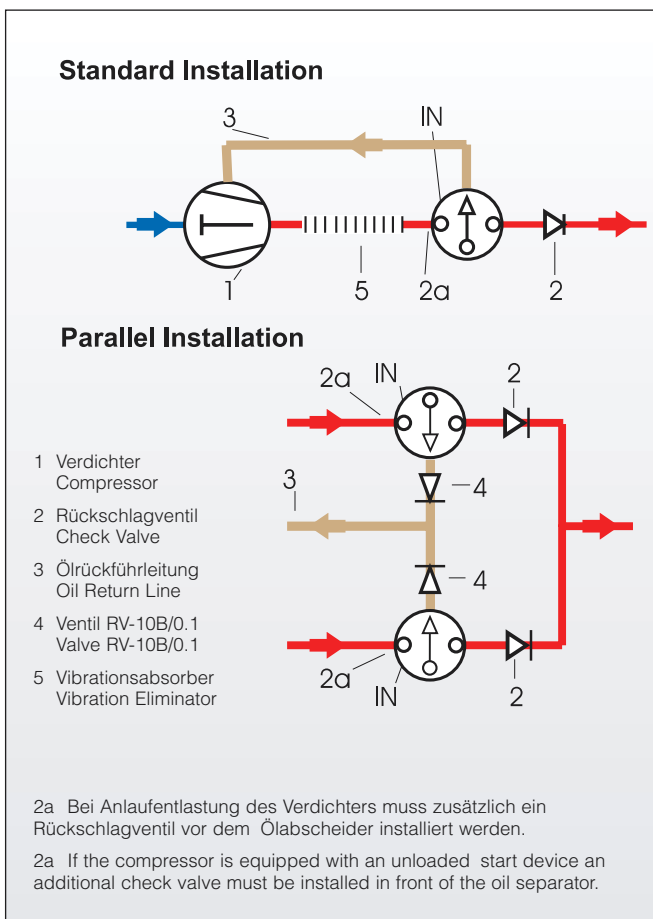 Standard Installation
3
IN
1
5
2a
2
Parallel Installation
2a
IN
2
1 Verdichter
Compressor
2 Rückschlagventil
Check Valve
3 Ölrückführleitung
Oil Return Line
4 Ventil RV-10B/0.1
Valve RV-10B/0.1
5 Vibrationsabsorber
Vibration Eliminator
3
4
4
2a
IN
2
2a Bei Anlaufentlastung des Verdichters muss zusätzlich ein
Rückschlagventil vor dem Ölabscheider installiert werden.
2a If the compressor is equipped with an unloaded start device an
additional check valve must be installed in front of the oil separator.